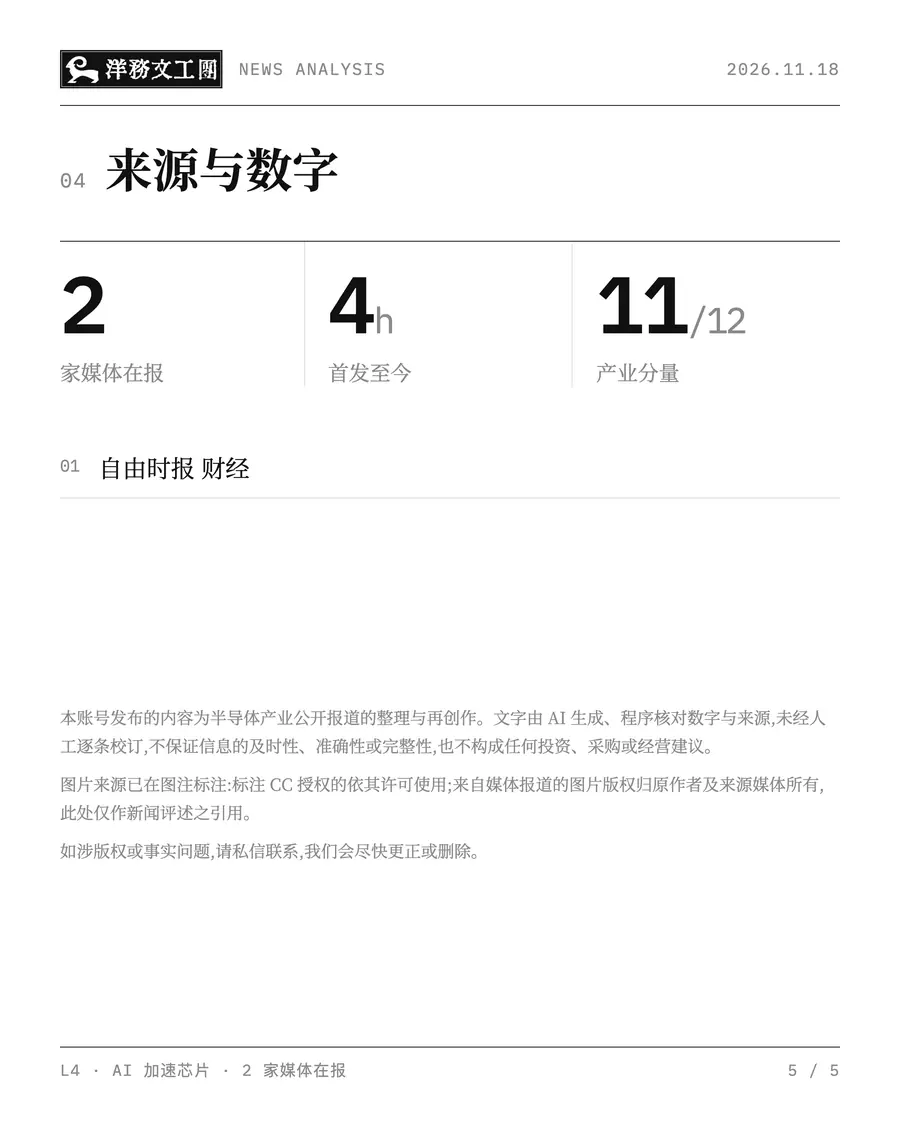 洋務文工團 NEWS ANALYSIS 2026.11.18
04 来源与数字
2 4h 11/12
家媒体在报 首发至今 产业分量
01 自由时报 财经
本账号发布的内容为半导体产业公开报道的整理与再创作。文字由 AI 生成、程序核对数字与来源,未经人
工逐条校订,不保证信息的及时性、准确性或完整性,也不构成任何投资、采购或经营建议。
图片来源已在图注标注:标注 CC 授权的依其许可使用;来自媒体报道的图片版权归原作者及来源媒体所有,
此处仅作新闻评述之引用。
如涉版权或事实问题,请私信联系,我们会尽快更正或删除。
L4 · AI 加速芯片 · 2 家媒体在报 5 / 5